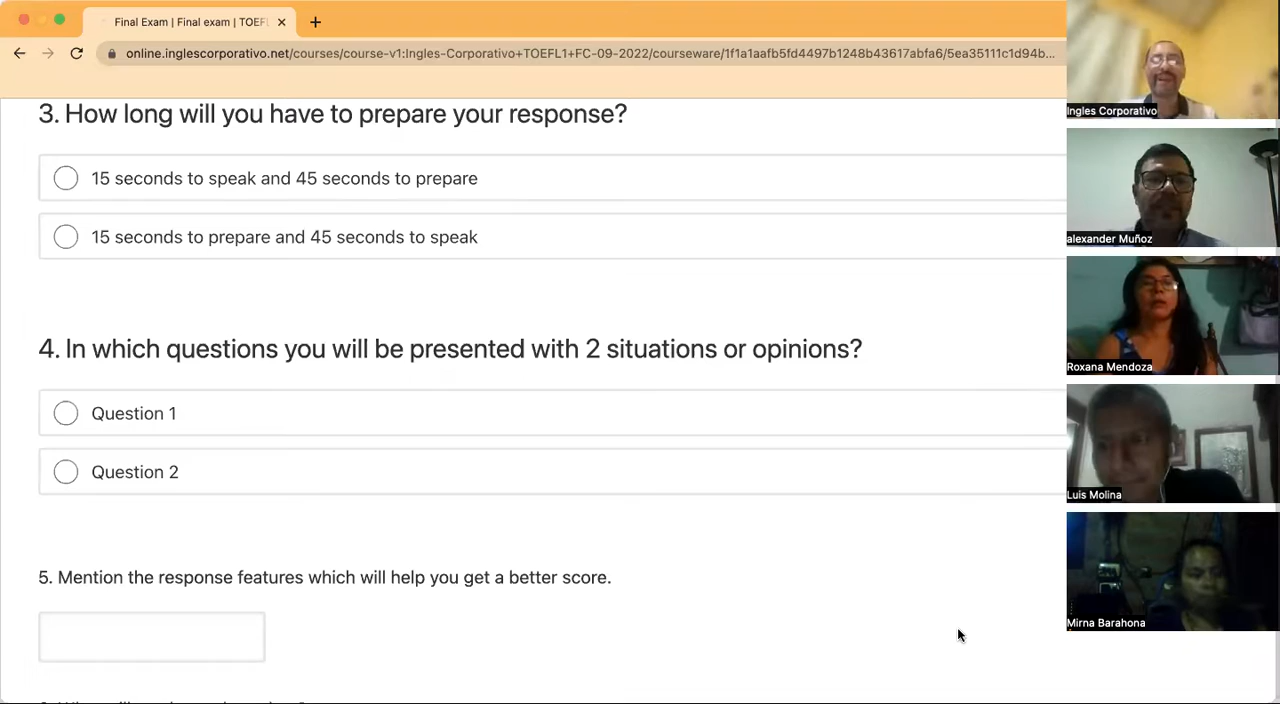 Final Exam | Final exam | TOEF
online.inglescorporativo.net/courses/course-v1:Ingles-Corporativo+TOEFL1+FC-09-2022/courseware/1f1a1aafb5fd4497b1248b43617abfa6/5ea35111c1d94b...
3. How long will you have to prepare your response?
15 seconds to speak and 45 seconds to prepare
15 seconds to prepare and 45 seconds to speak
4. In which questions you will be presented with 2 situations or opinions?
Question 1
Question 2
5. Mention the response features which will help you get a better score.
Ingles Corporativo
alexander Muñoz
Roxana Mendoza
Luis Molina
Mirna Barahona